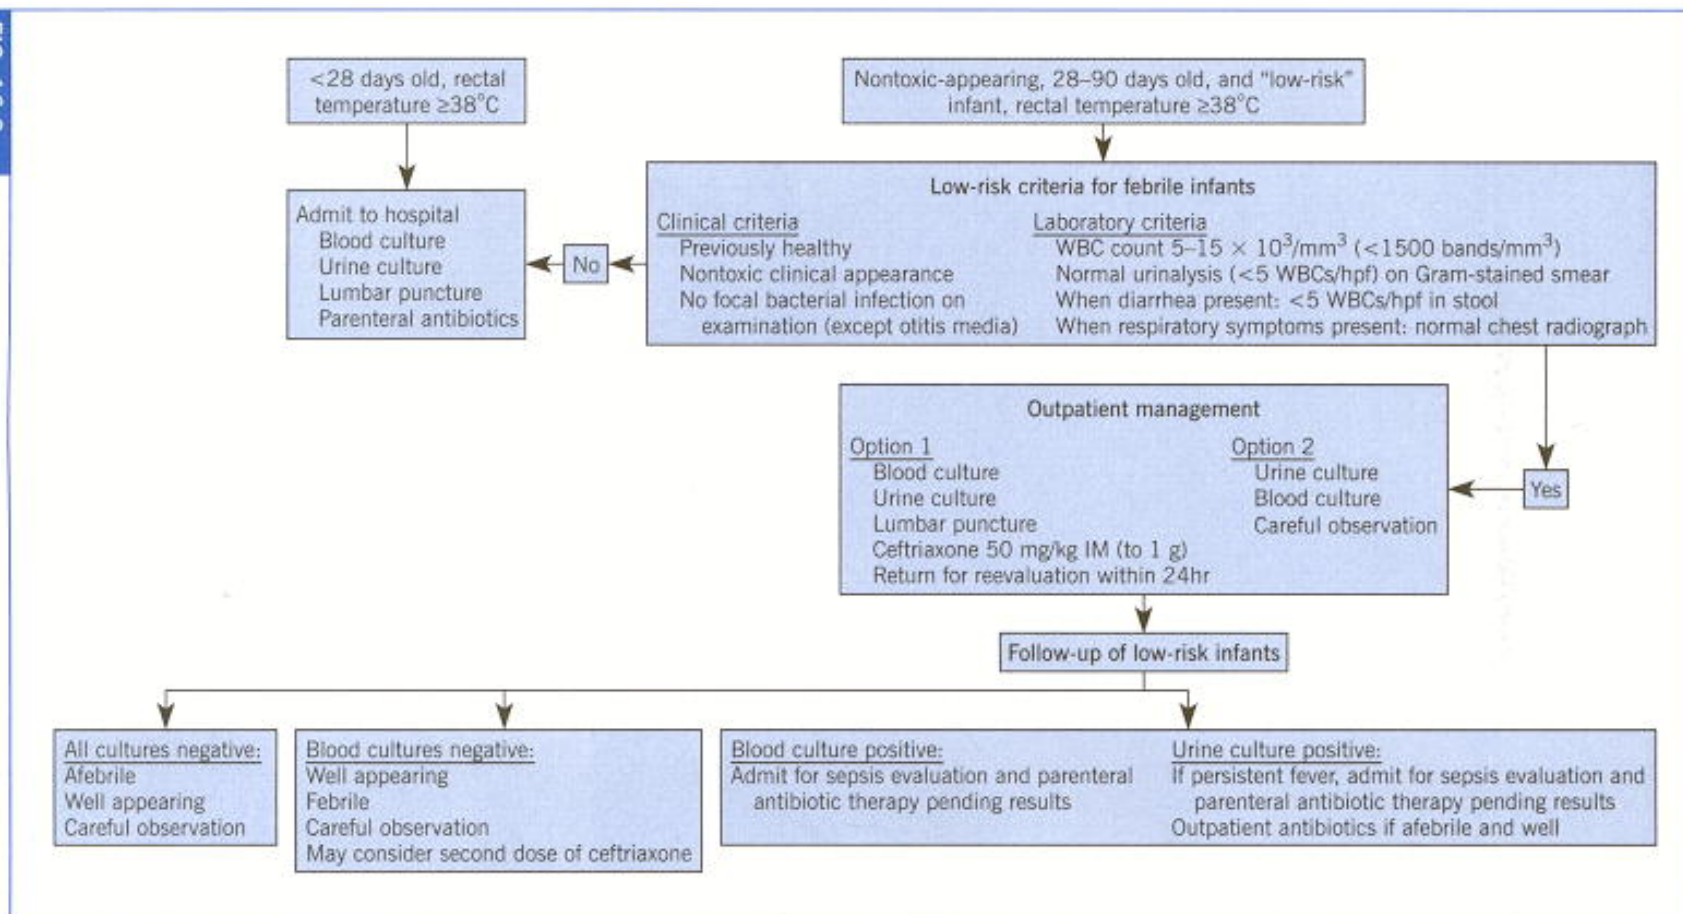 <28 days old, rectal
temperature ≥38°C
Nontoxic-appearing, 28–90 days old, and “low-risk”
infant, rectal temperature ≥38°C
Admit to hospital
Blood culture
Urine culture
Lumbar puncture
Parenteral antibiotics
No
Low-risk criteria for febrile infants
Clinical criteria
Previously healthy
Nontoxic clinical appearance
No focal bacterial infection on
examination (except otitis media)
Laboratory criteria
WBC count 5–15 × 10³/mm³ (<1500 bands/mm³)
Normal urinalysis (<5 WBCs/hpf) on Gram-stained smear
When diarrhea present: <5 WBCs/hpf in stool
When respiratory symptoms present: normal chest radiograph
Yes
Outpatient management
Option 1
Blood culture
Urine culture
Lumbar puncture
Ceftriaxone 50 mg/kg IM (to 1 g)
Return for reevaluation within 24hr
Option 2
Urine culture
Blood culture
Careful observation
Follow-up of low-risk infants
All cultures negative:
Afebrile
Well appearing
Careful observation
Blood cultures negative:
Well appearing
Febrile
Careful observation
May consider second dose of ceftriaxone
Blood culture positive:
Admit for sepsis evaluation and parenteral
antibiotic therapy pending results
Urine culture positive:
If persistent fever, admit for sepsis evaluation and
parenteral antibiotic therapy pending results
Outpatient antibiotics if afebrile and well